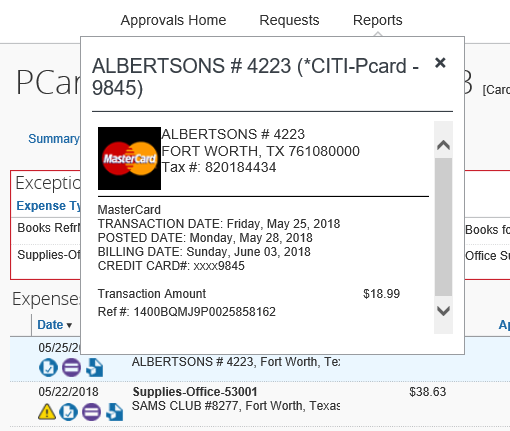 Approvals Home Requests Reports
ALBERTSONS # 4223 (*CITI-Pcard -
9845)
PCar
3 [Card
Summary
MasterCard
ALBERTSONS # 4223
FORT WORTH, TX 761080000
Tax #: 820184434
Exceptio
Expense Ty
Books Refr
Books fo
Supplies-Of
Office Su
MasterCard
TRANSACTION DATE: Friday, May 25, 2018
POSTED DATE: Monday, May 28, 2018
BILLING DATE: Sunday, June 03, 2018
CREDIT CARD#: xxxx9845
Transaction Amount $18.99
Ref #: 1400BQMJ9P0025858162
Expenses
Date
05/25/20
ALBERTSONS # 4223, Fort Worth, Tex
05/22/2018 Supplies-Office-53001 $38.63
SAMS CLUB #8277, Fort Worth, Texas